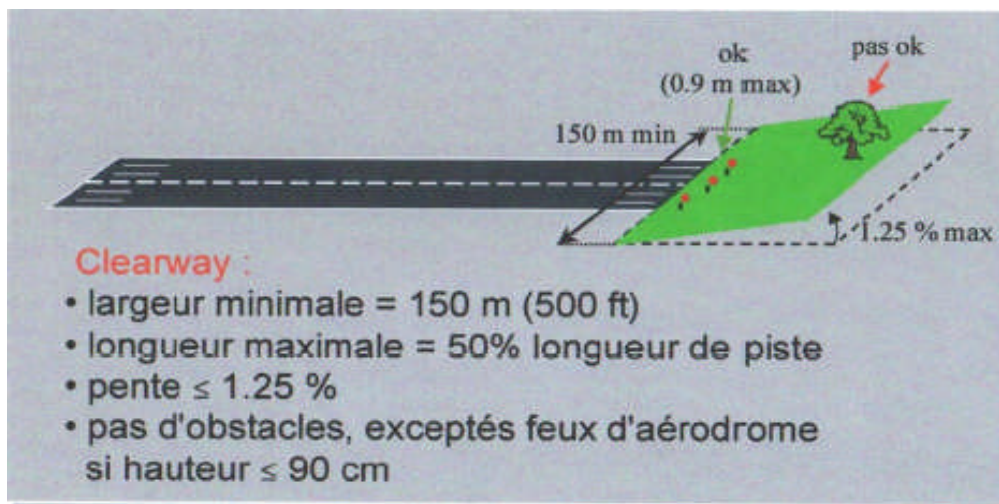 pas ok
ok
(0.9 m max)
150 m min
1.25 % max
Clearway :
• largeur minimale = 150 m (500 ft)
• longueur maximale = 50% longueur de piste
• pente ≤ 1.25 %
• pas d'obstacles, exceptés feux d'aérodrome
si hauteur ≤ 90 cm